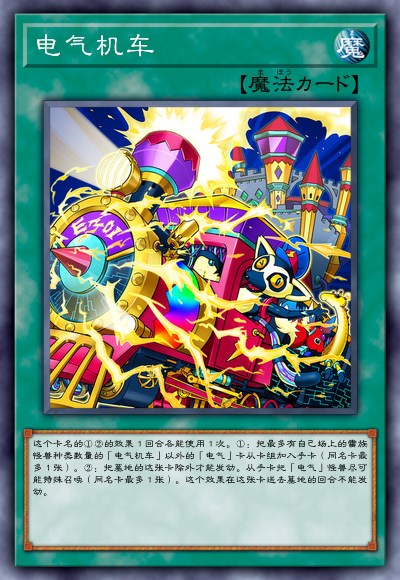 电气机车
魔
【魔法カード】
ま ほう
E-401
这个卡名的①②的效果1回合各能使用1次。①：把最多有自己场上的雷族
怪兽种类数量的「电气机车」以外的「电气」卡从卡组加入手卡（同名卡最
多1张）。②：把墓地的这张卡除外才能发动。从手卡把「电气」怪兽尽可
能特殊召唤（同名卡最多1张）。这个效果在这张卡送去墓地的回合不能发
动。